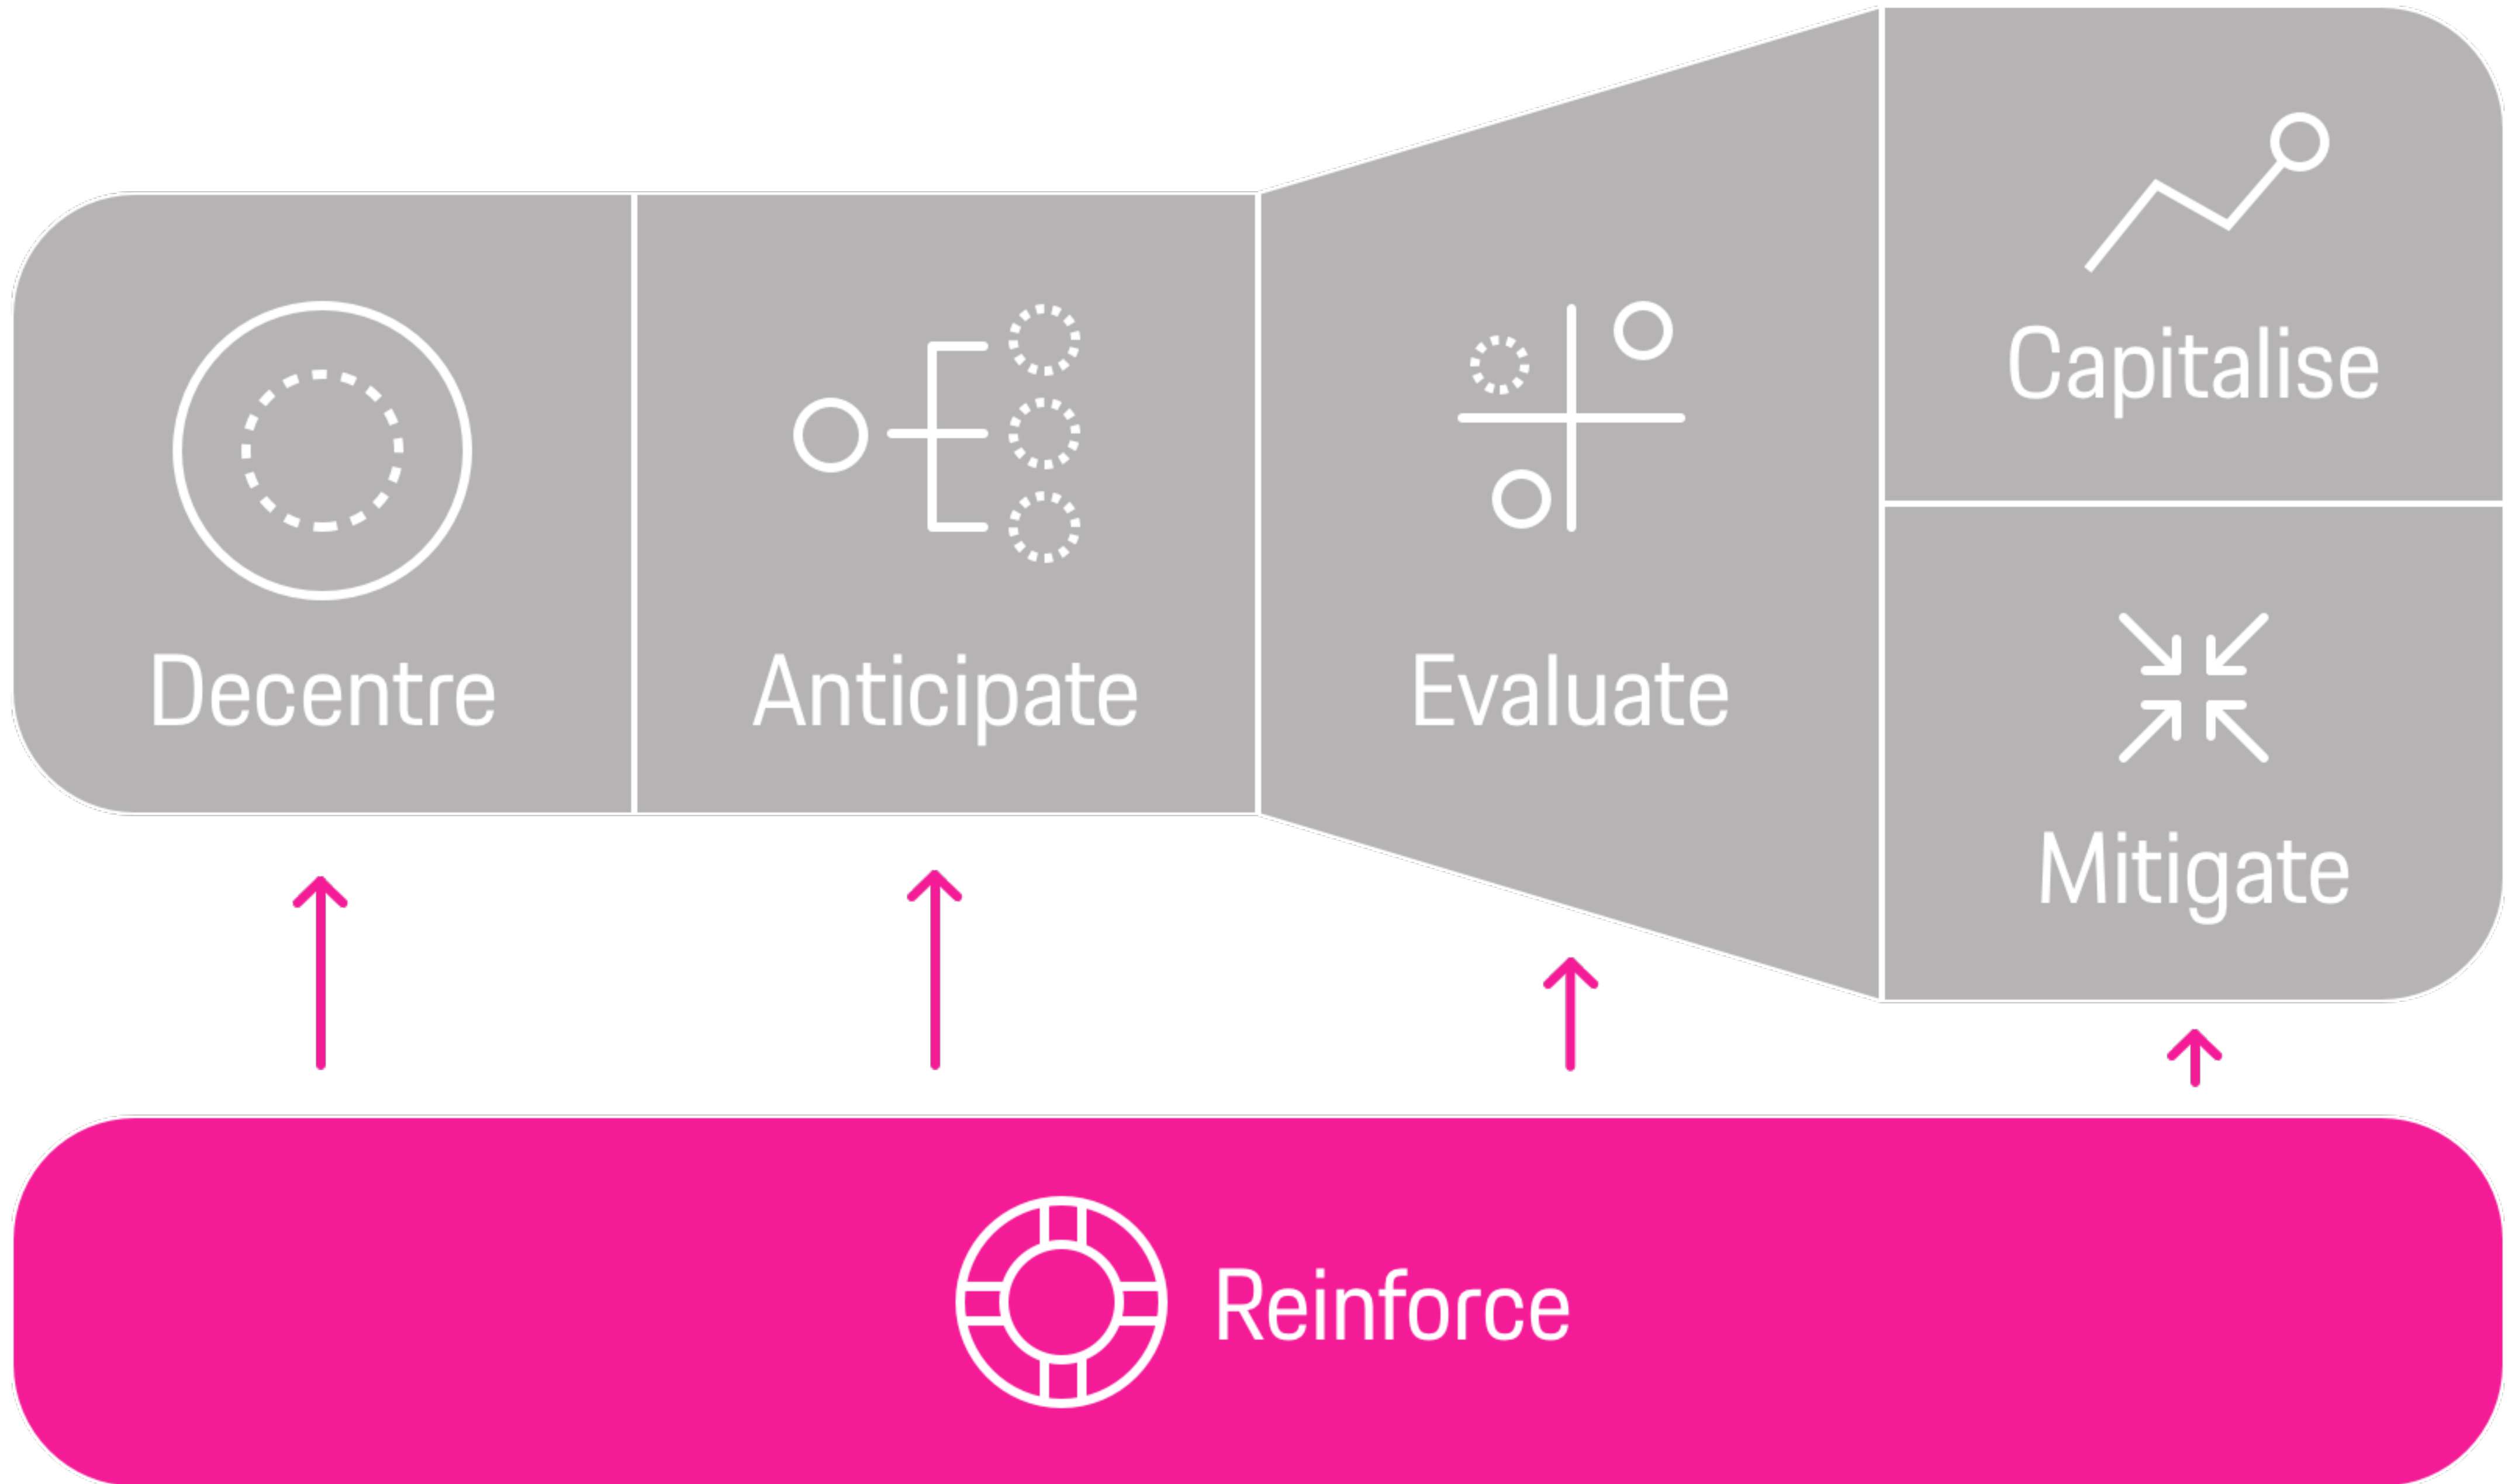 Decentre
Anticipate
Evaluate
Capitalise
Mitigate
Reinforce